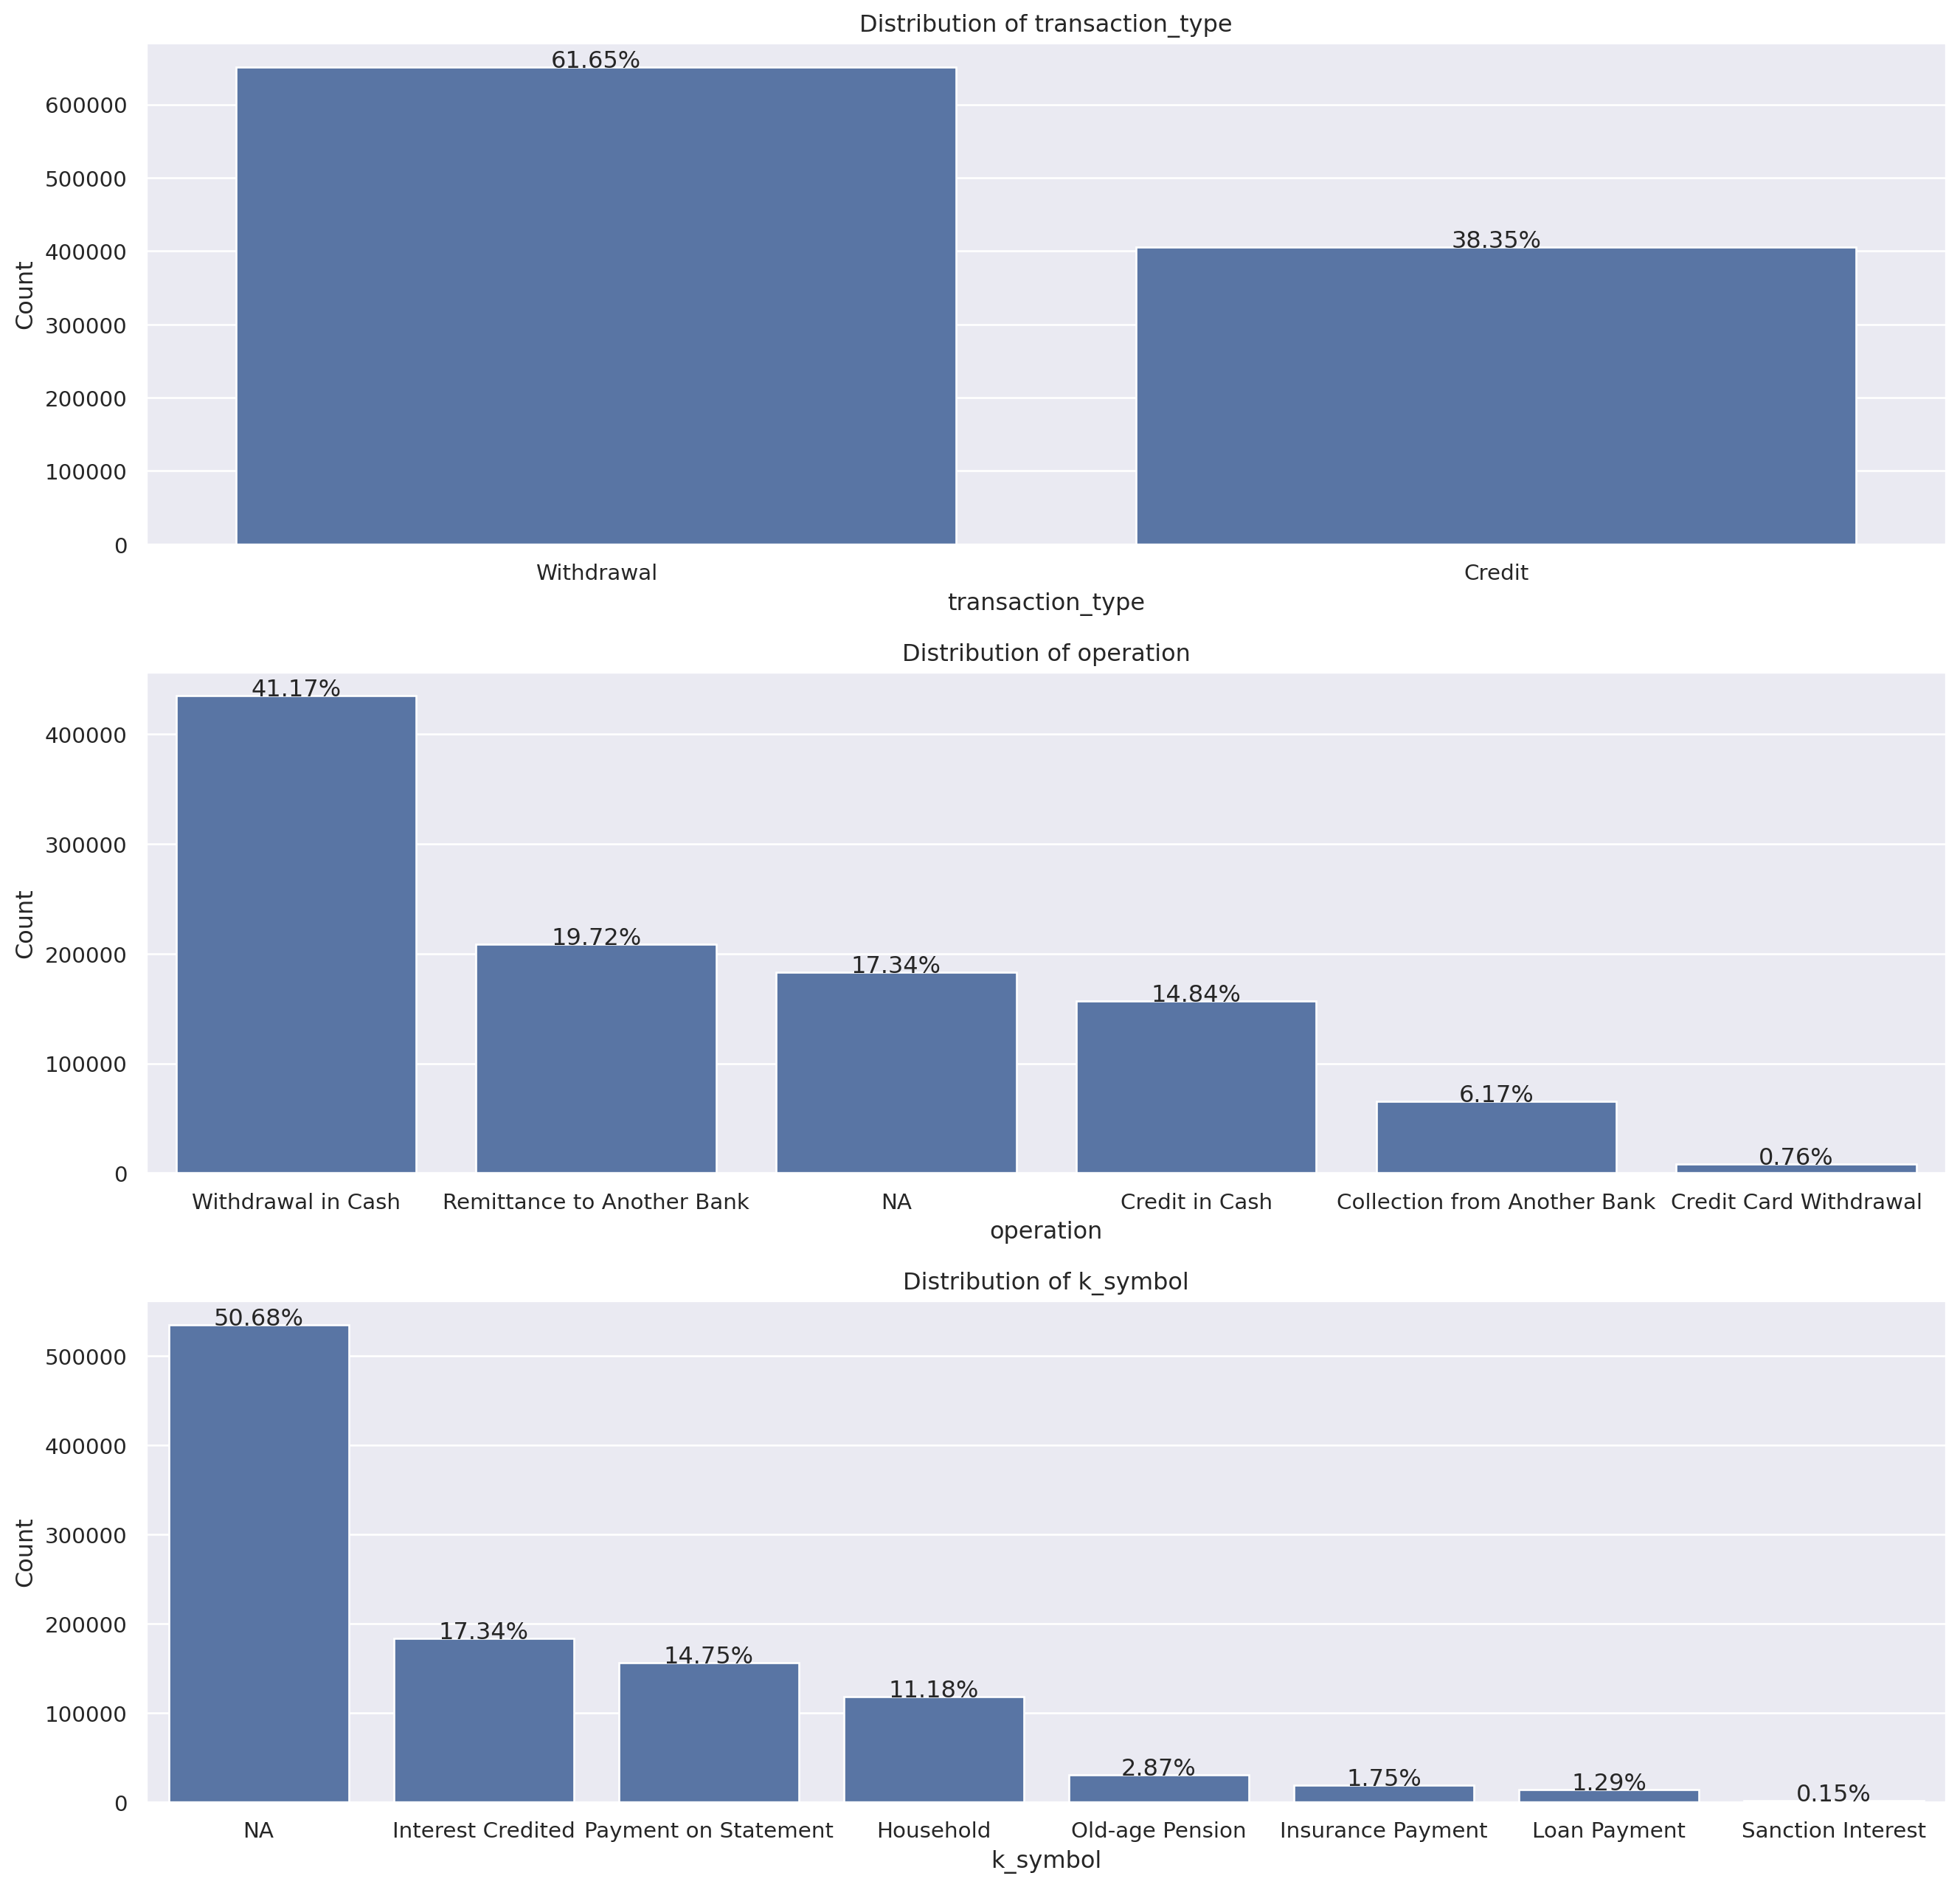 Distribution of transaction_type
61.65%
38.35%
600000
500000
400000
300000
200000
100000
0
Count
Withdrawal Credit
transaction_type
Distribution of operation
41.17%
19.72%
17.34%
14.84%
6.17%
0.76%
400000
300000
200000
100000
0
Count
Withdrawal in Cash Remittance to Another Bank NA Credit in Cash Collection from Another Bank Credit Card Withdrawal
operation
Distribution of k_symbol
50.68%
17.34%
14.75%
11.18%
2.87%
1.75%
1.29%
0.15%
500000
400000
300000
200000
100000
0
Count
NA Interest Credited Payment on Statement Household Old-age Pension Insurance Payment Loan Payment Sanction Interest
k_symbol